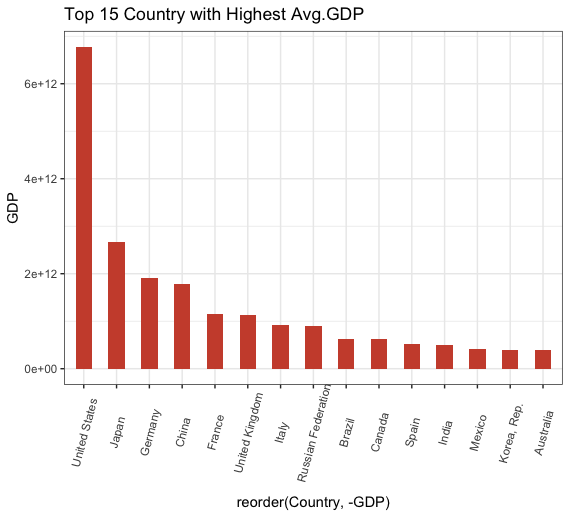 Top 15 Country with Highest Avg.GDP
GDP
6e+12
4e+12
2e+12
0e+00
United States
Japan
Germany
China
France
United Kingdom
Italy
Russian Federation
Brazil
Canada
Spain
India
Mexico
Korea, Rep.
Australia
reorder(Country, -GDP)